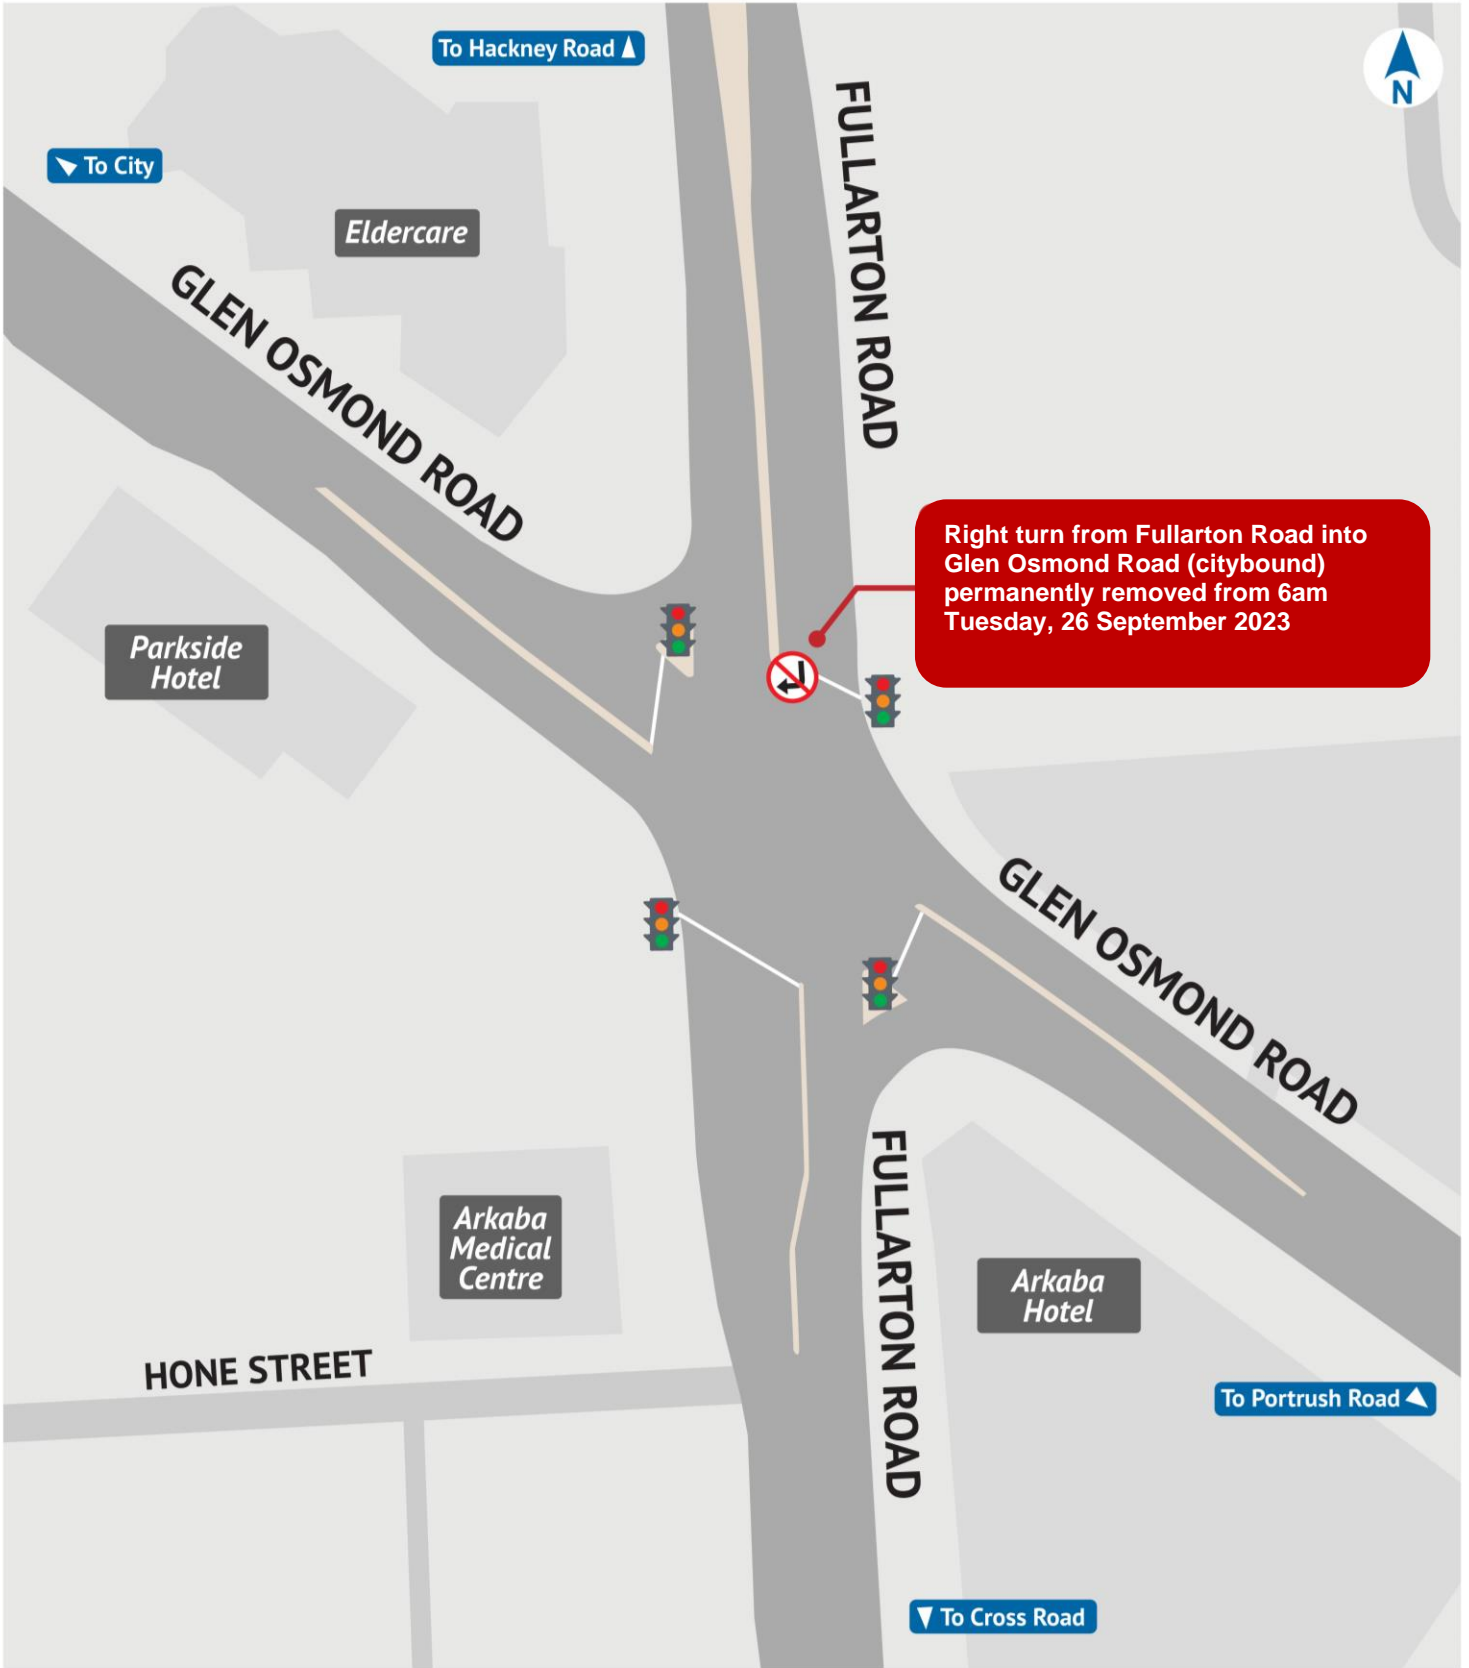 To Hackney Road
N
To City
FULLARTON ROAD
Eldercare
GLEN OSMOND ROAD
Right turn from Fullarton Road into
Glen Osmond Road (citybound)
permanently removed from 6am
Tuesday, 26 September 2023
Parkside
Hotel
GLEN OSMOND ROAD
FULLARTON ROAD
Arkaba
Medical
Centre
Arkaba
Hotel
HONE STREET
To Portrush Road
To Cross Road